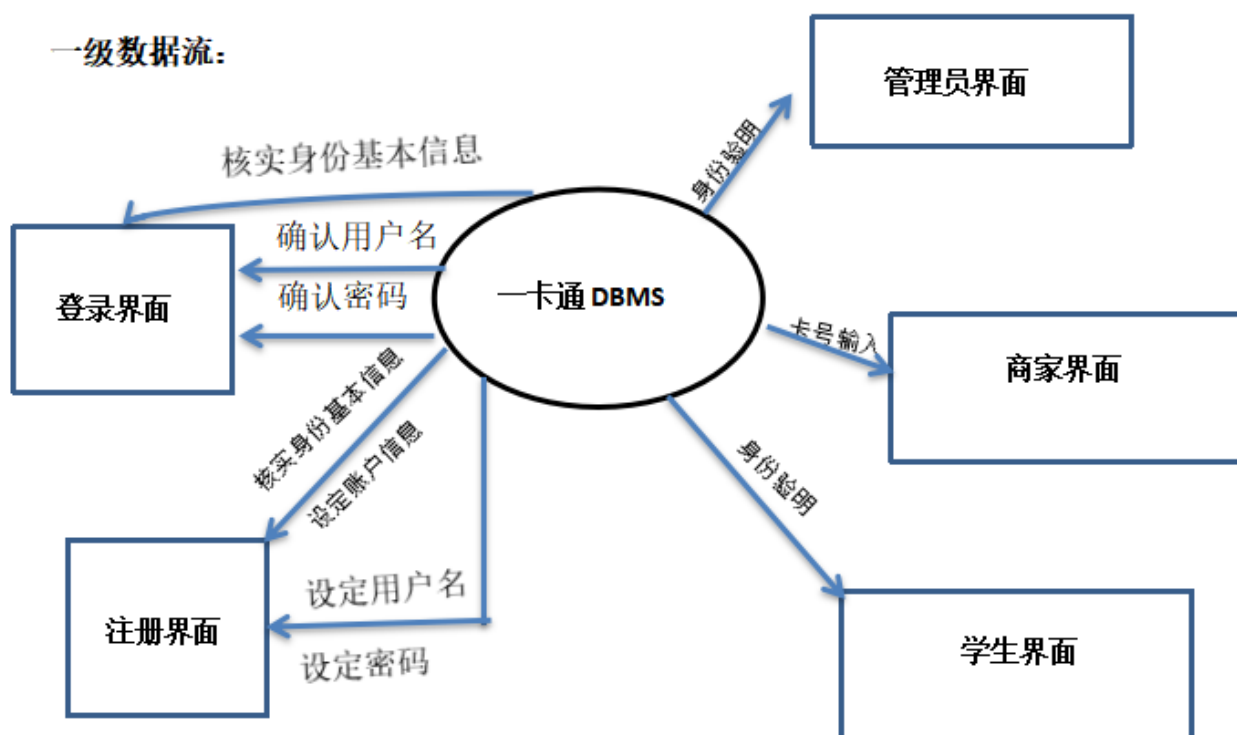 一级数据流：
管理员界面
身份验明
核实身份基本信息
确认用户名
确认密码
登录界面
一卡通 DBMS
卡号输入
商家界面
核实身份基本信息
设定账户信息
身份验明
设定用户名
注册界面
设定密码
学生界面